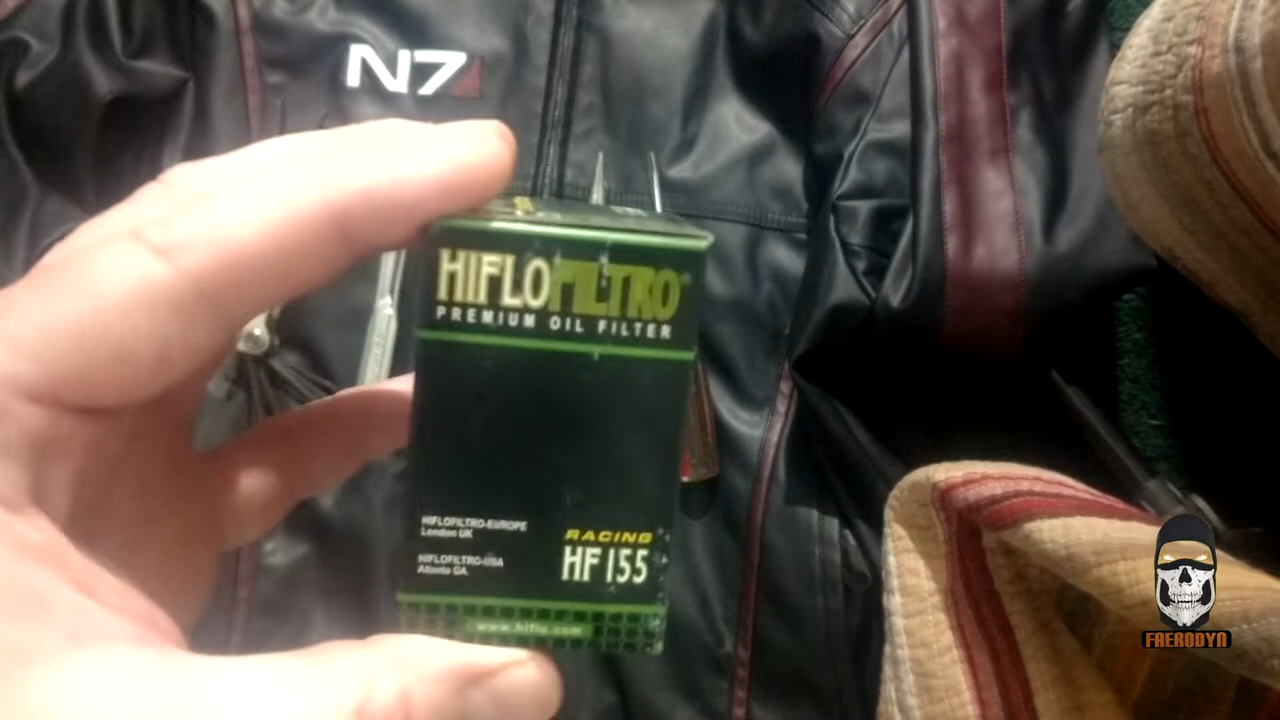 N7
HIFLOFILTRO
PREMIUM OIL FILTER
HIFLOFILTRO-EUROPE
London UK
HIFLOFILTRO-USA
Atlanta GA.
RACING
HF155
www.hiflo.com
FAERODYN